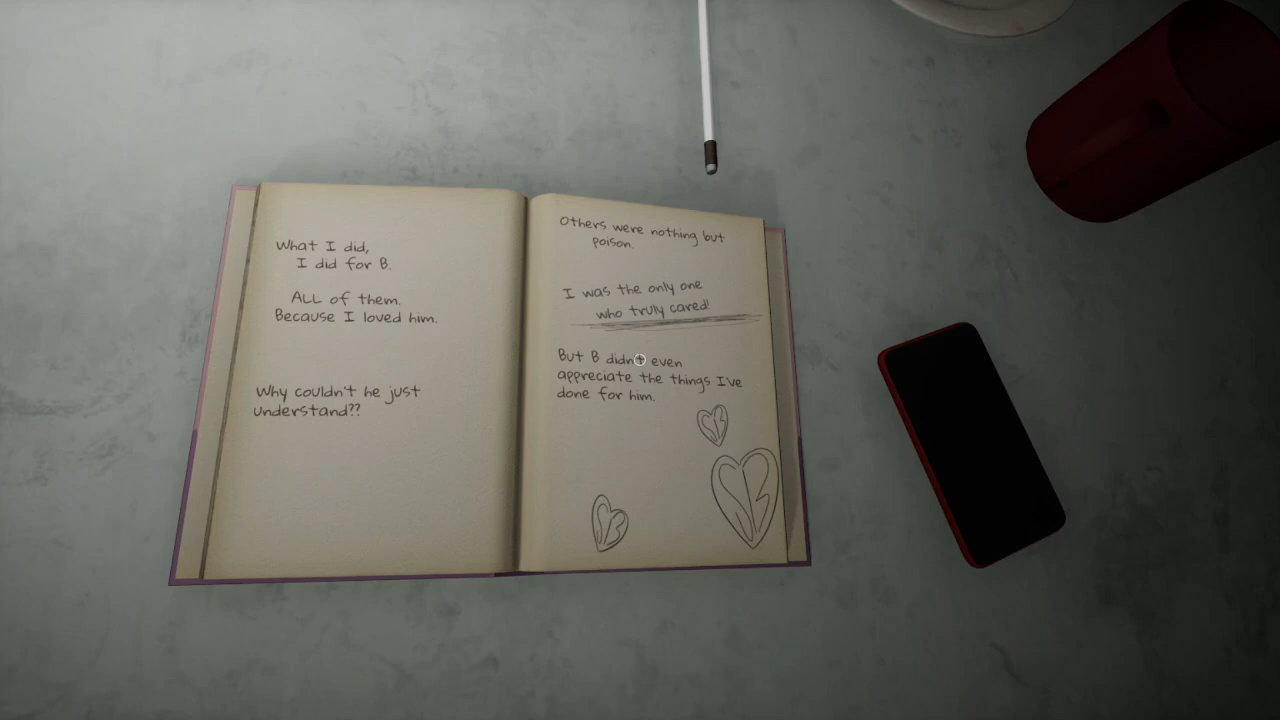 What I did,
I did for B.
ALL of them.
Because I loved him.
Why couldn't he just
understand??
Others were nothing but
poison.
I was the only one
who truly cared!
But B didn't even
appreciate the things I've
done for him.